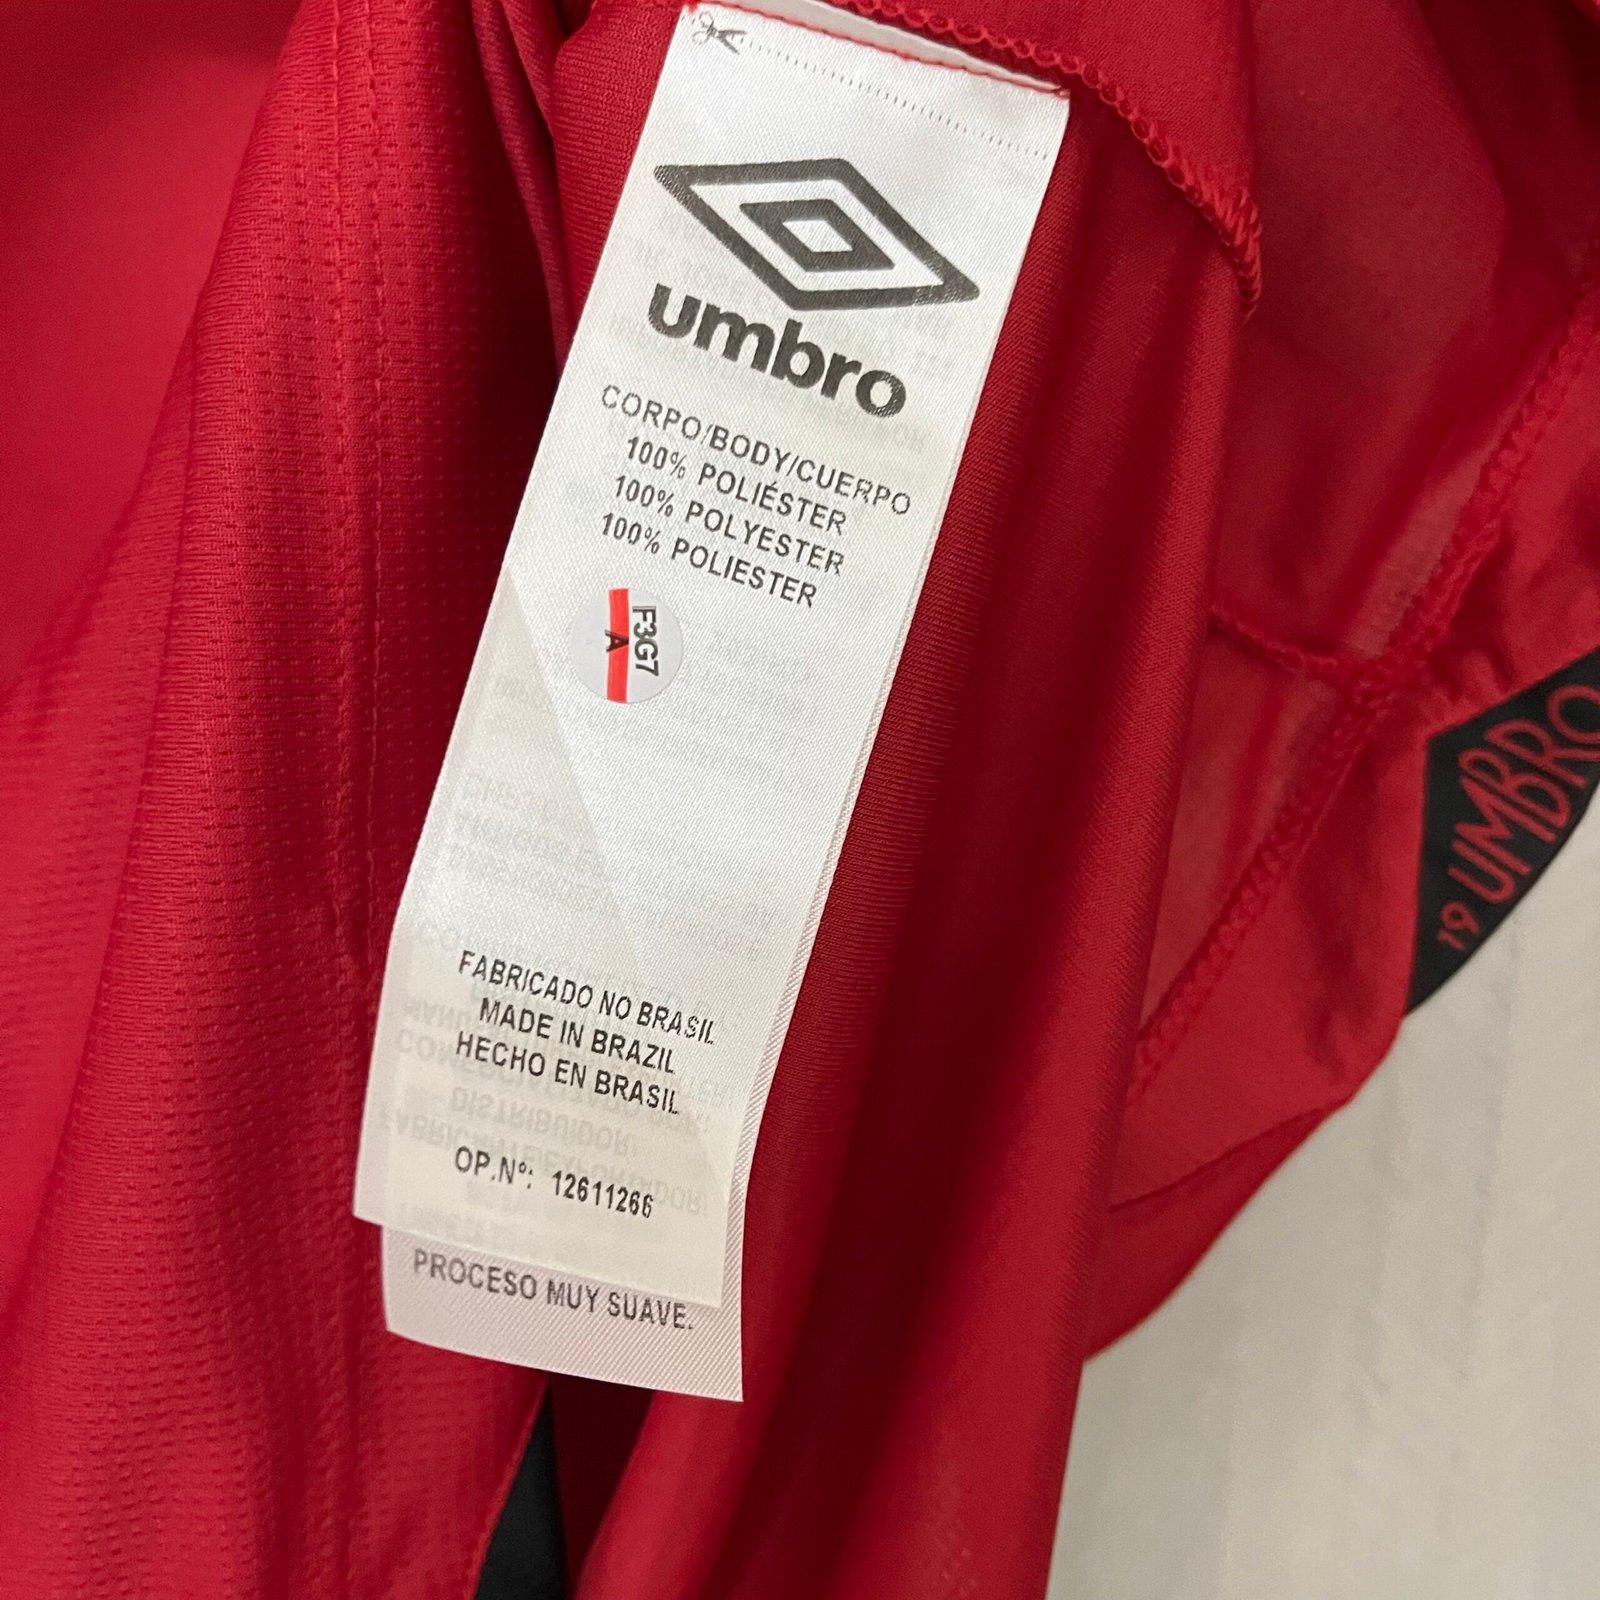 umbro
CORPO/BODY/CUERPO
100% POLIÉSTER
100% POLYESTER
100% POLIESTER
F3G7
A
FABRICADO NO BRASIL
MADE IN BRAZIL
HECHO EN BRASIL
OP.Nº: 12611266
PROCESO MUY SUAVE.
19 UMBRO